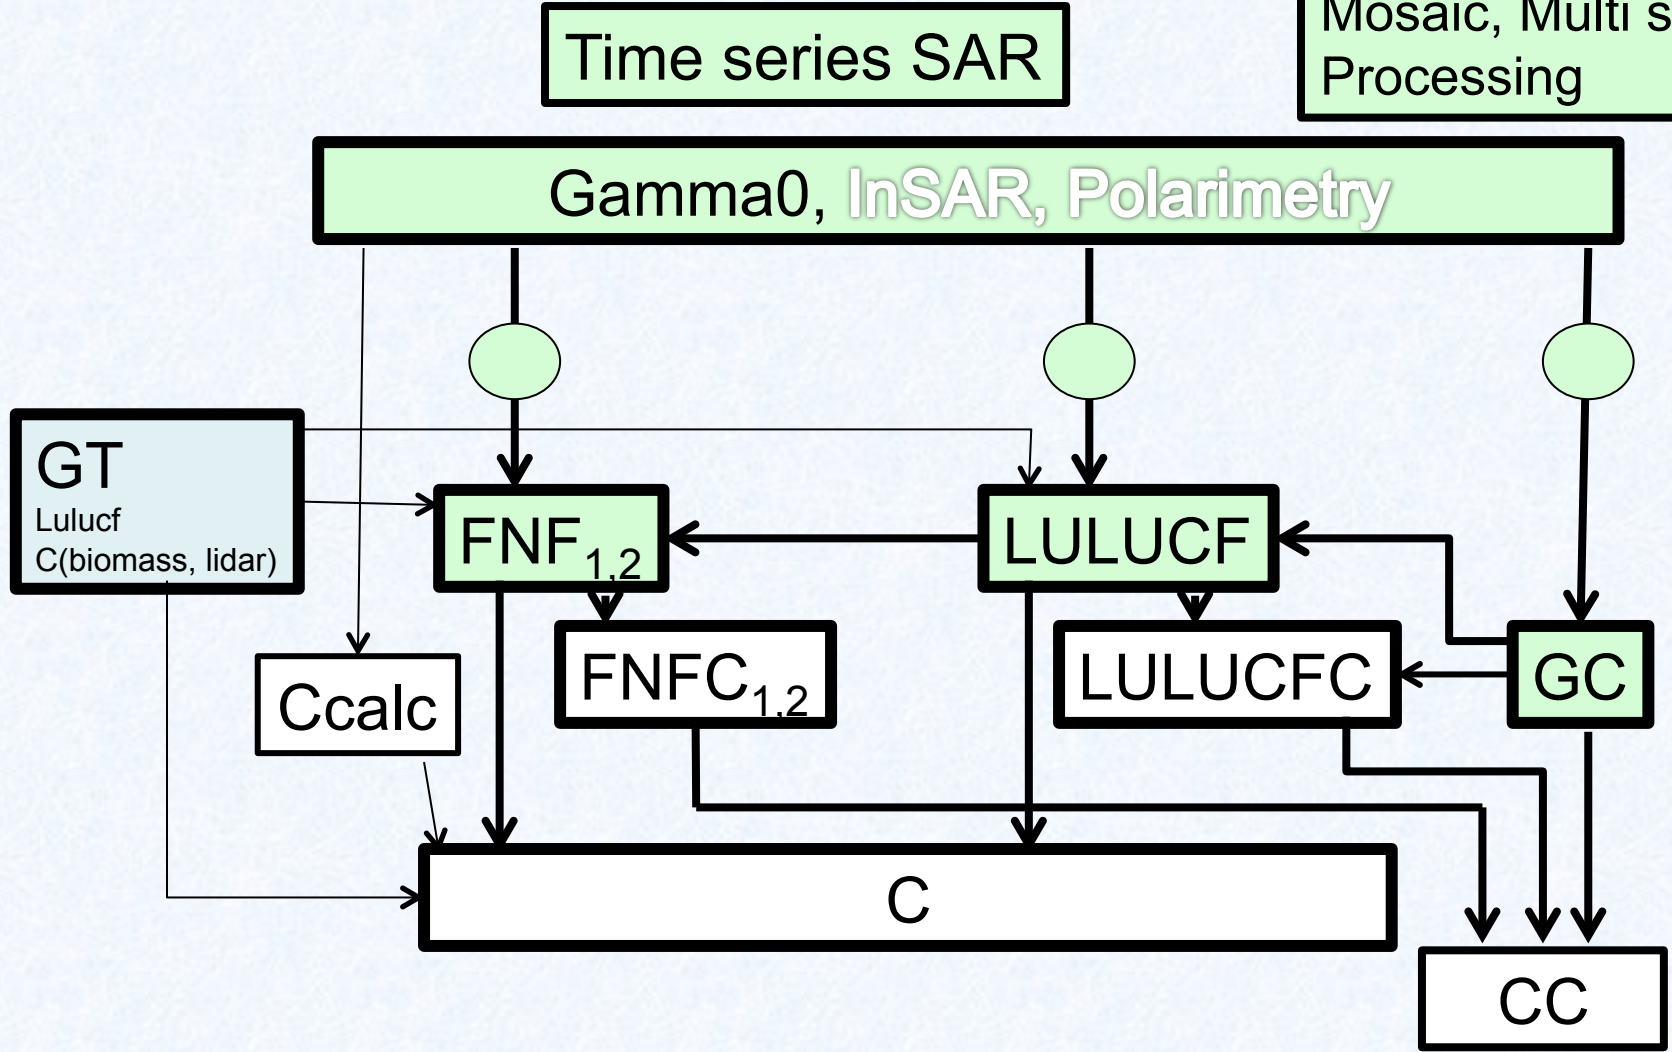 Time series SAR
Mosaic, Multi s
Processing
Gamma0, InSAR, Polarimetry
GT
Lulucf
C(biomass, lidar)
FNF1,2
LULUCF
FNFC1,2
LULUCFC
GC
Ccalc
C
CC